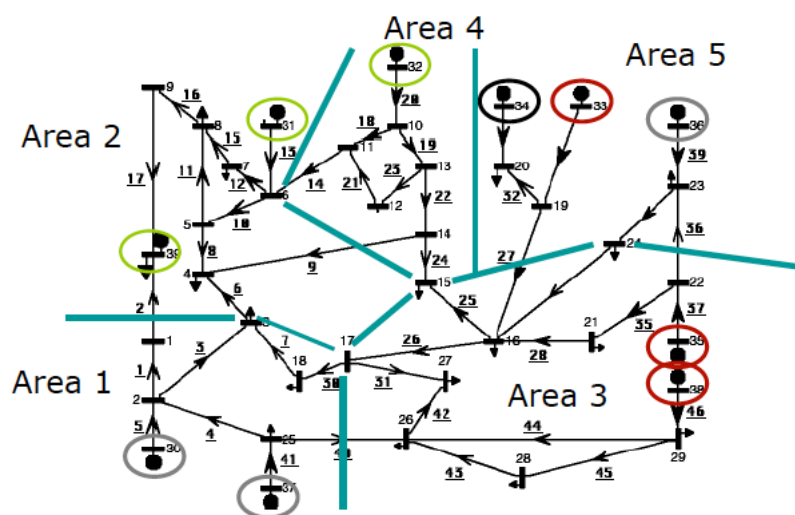 Area 4
Area 5
32
9 16 28 34 33
8 31 18 10 36
Area 2 15 11 19 39
7 13 23 13 20
17 12 14 21 32 23
11 6 12 22 19
5 10 36
39 8 14 27 24
4 9 24 15 22
2 6 25 37
1 3 7 17 26 16 28 21 35 35
Area 1 1 18 30 31 27 Area 3 38
2 5 4 42 46
25 40 26 44
30 41 43 28 45 29
37